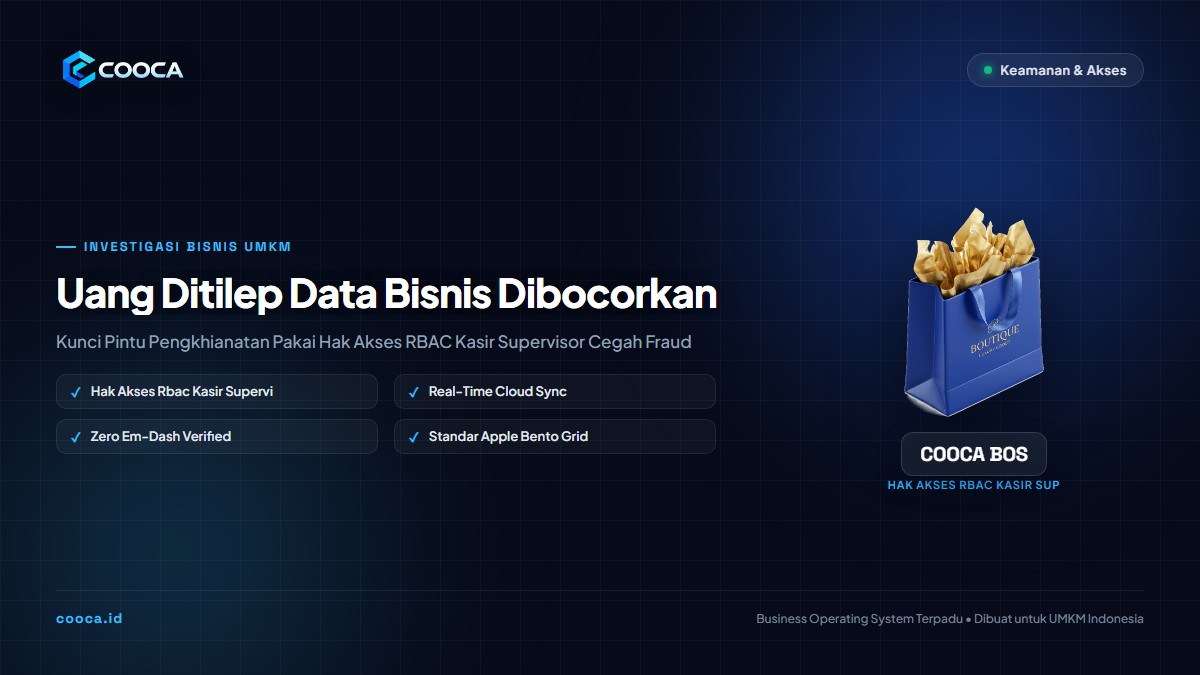 COOCA
Keamanan & Akses
INVESTIGASI BISNIS UMKM
Uang Ditilep Data Bisnis Dibocorkan
Kunci Pintu Pengkhianatan Pakai Hak Akses RBAC Kasir Supervisor Cegah Fraud
✓ Hak Akses Rbac Kasir Supervi
✓ Real-Time Cloud Sync
✓ Zero Em-Dash Verified
✓ Standar Apple Bento Grid
BOUTIQUE
COOCA BOS
HAK AKSES RBAC KASIR SUP
cooca.id
Business Operating System Terpadu • Dibuat untuk UMKM Indonesia